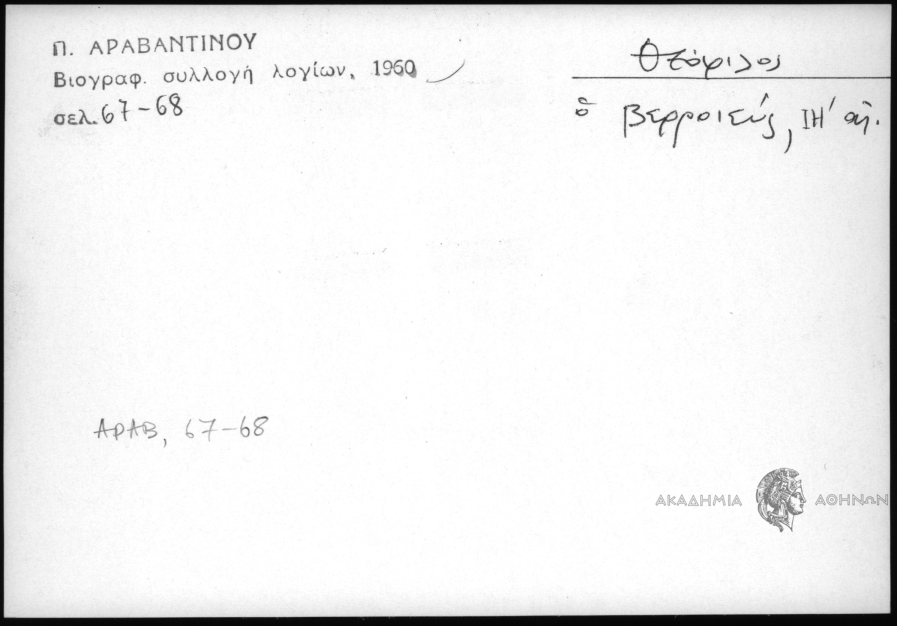 Π. ΑΡΑΒΑΝΤΙΝΟΥ
Βιογραφ. συλλογή λογίων, 1960
σελ. 67-68
Θεόφιλος
ὁ Βερροιεύς, ΙΗ' αἰ.
ΑΡΑΒ, 67-68
ΑΚΑΔΗΜΙΑ ΑΘΗΝΩΝ